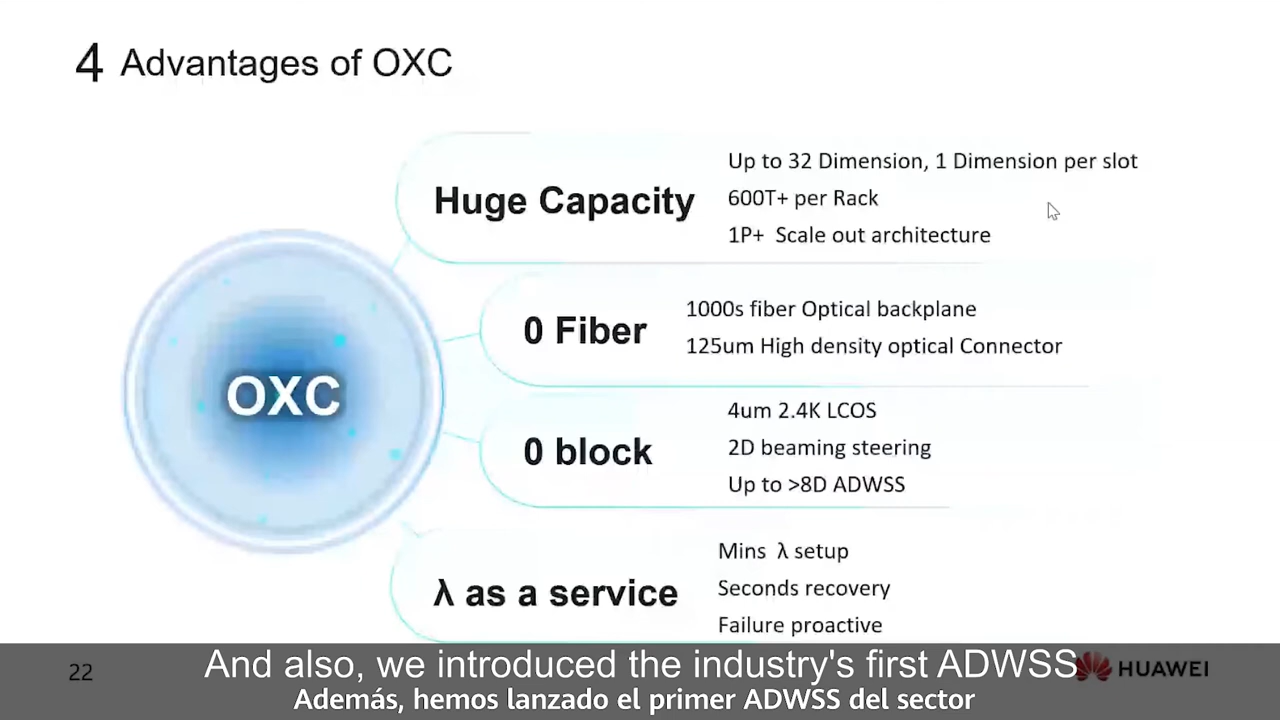 4 Advantages of OXC
OXC
Huge Capacity
Up to 32 Dimension, 1 Dimension per slot
600T+ per Rack
1P+ Scale out architecture
0 Fiber
1000s fiber Optical backplane
125um High density optical Connector
0 block
4um 2.4K LCOS
2D beaming steering
Up to >8D ADWSS
λ as a service
Mins λ setup
Seconds recovery
Failure proactive
22
And also, we introduced the industry's first ADWSS
Además, hemos lanzado el primer ADWSS del sector
HUAWEI